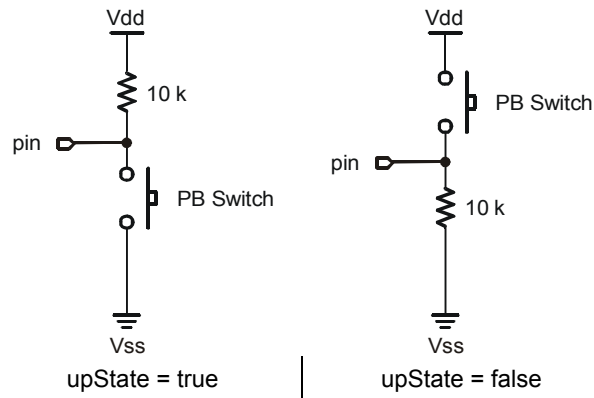 Vdd
10 k
pin
PB Switch
Vss
upState = true
Vdd
PB Switch
pin
10 k
Vss
upState = false